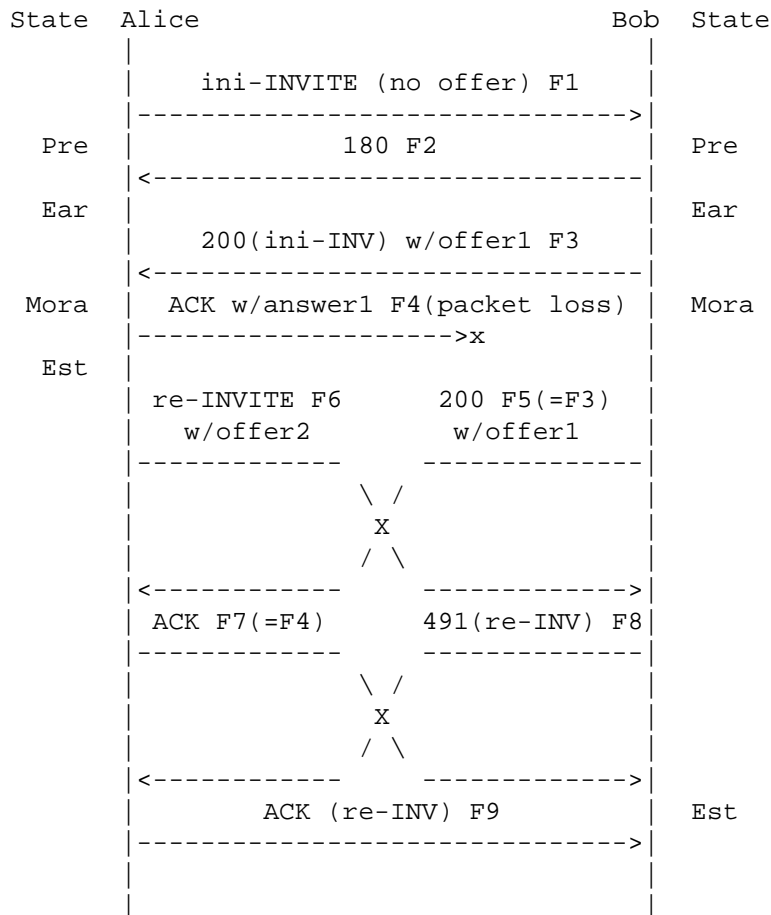 State Alice Bob State
ini-INVITE (no offer) F1
Pre 180 F2 Pre
Ear Ear
200(ini-INV) w/offer1 F3
Mora ACK w/answer1 F4(packet loss) Mora
x
Est
re-INVITE F6 200 F5(=F3)
w/offer2 w/offer1
X
ACK F7(=F4) 491(re-INV) F8
X
ACK (re-INV) F9 Est